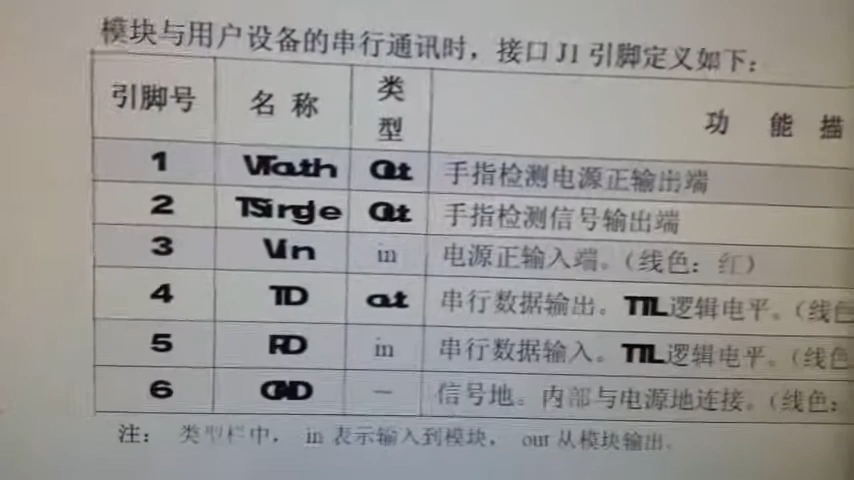 模块与用户设备的串行通讯时，接口 J1 引脚定义如下：
引脚号 名 称 类型 功 能 描
1 VTouch Out 手指检测电源正输出端
2 TSingle Out 手指检测信号输出端
3 Vin in 电源正输入端。（线色：红）
4 TD out 串行数据输出。TTL逻辑电平。（线色
5 RD in 串行数据输入。TTL逻辑电平。（线色
6 GND － 信号地。内部与电源地连接。（线色：
注： 类型栏中， in 表示输入到模块， out 从模块输出。